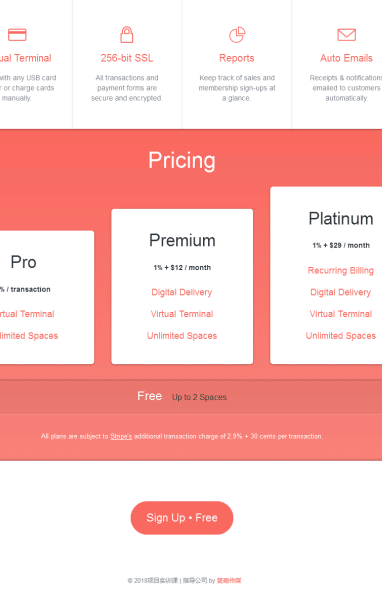 ual Terminal
256-bit SSL
Reports
Auto Emails
with any USB card
r or charge cards
manually.
All transactions and
payment forms are
secure and encrypted.
Keep track of sales and
membership sign-ups at
a glance.
Receipts & notifications
emailed to customers
automatically.
Pricing
Pro
% / transaction
rtual Terminal
limited Spaces
Premium
1% + $12 / month
Digital Delivery
Virtual Terminal
Unlimited Spaces
Platinum
1% + $29 / month
Recurring Billing
Digital Delivery
Virtual Terminal
Unlimited Spaces
Free Up to 2 Spaces
All plans are subject to Stripe's additional transaction charge of 2.9% + 30 cents per transaction.
Sign Up • Free
© 2018项目实训课 | 指导公司 by